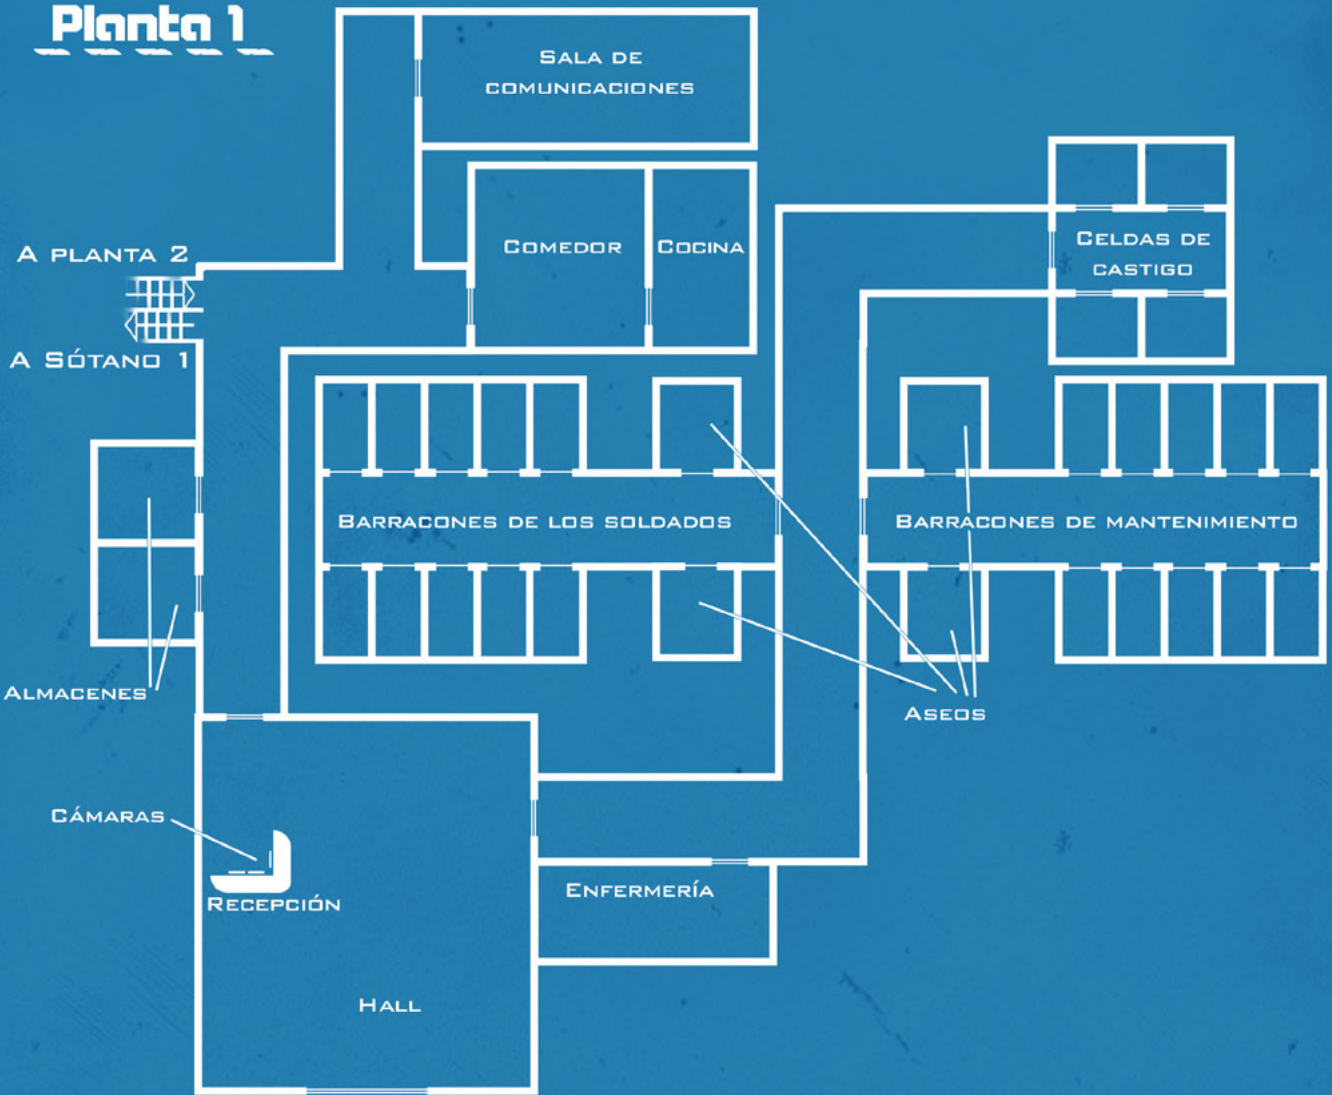 Planta 1
SALA DE
COMUNICACIONES
A PLANTA 2
COMEDOR
COCINA
CELDAS DE
CASTIGO
A SÓTANO 1
BARRACONES DE LOS SOLDADOS
BARRACONES DE MANTENIMIENTO
ALMACENES
ASEOS
CÁMARAS
RECEPCIÓN
ENFERMERÍA
HALL